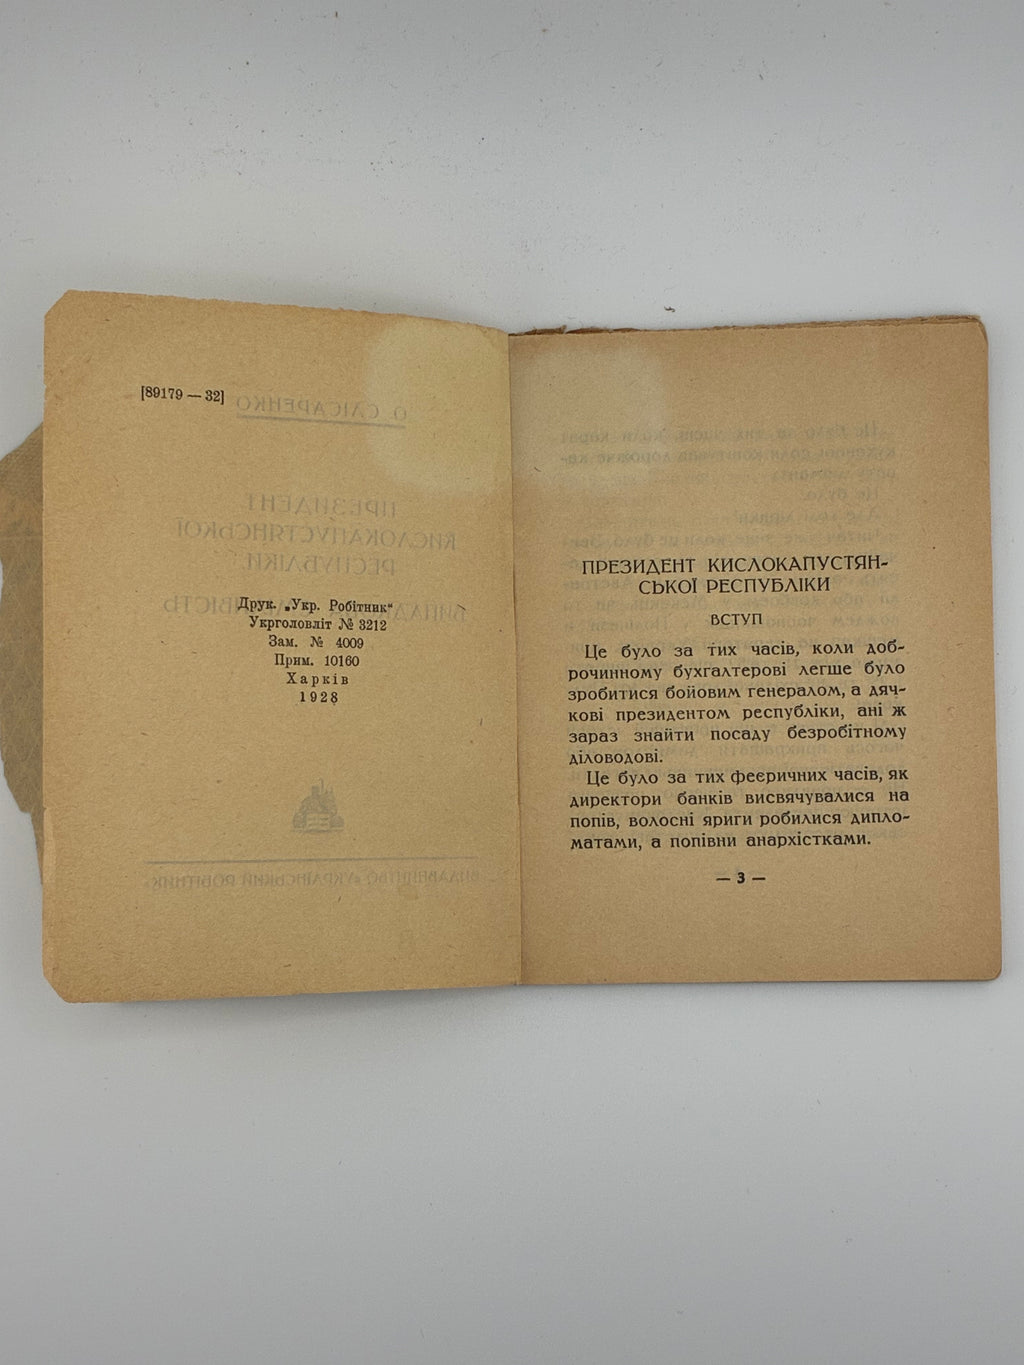 [89179 — 32]
Друк. „Укр. Робітник“
Укрголовліт № 3212
Зам. № 4009
Прим. 10160
Харків
1928
ПРЕЗИДЕНТ КИСЛОКАПУСТЯН-
СЬКОЇ РЕСПУБЛІКИ
ВСТУП
Це було за тих часів, коли доб-
рочинному бухгалтерові легше було
зробитися бойовим генералом, а дяч-
кові президентом республіки, ані ж
зараз знайти посаду безробітному
діловодові.
Це було за тих феєричних часів, як
директори банків висвячувалися на
попів, волосні яриги робилися дипло-
матами, а попівни анархістками.
— 3 —